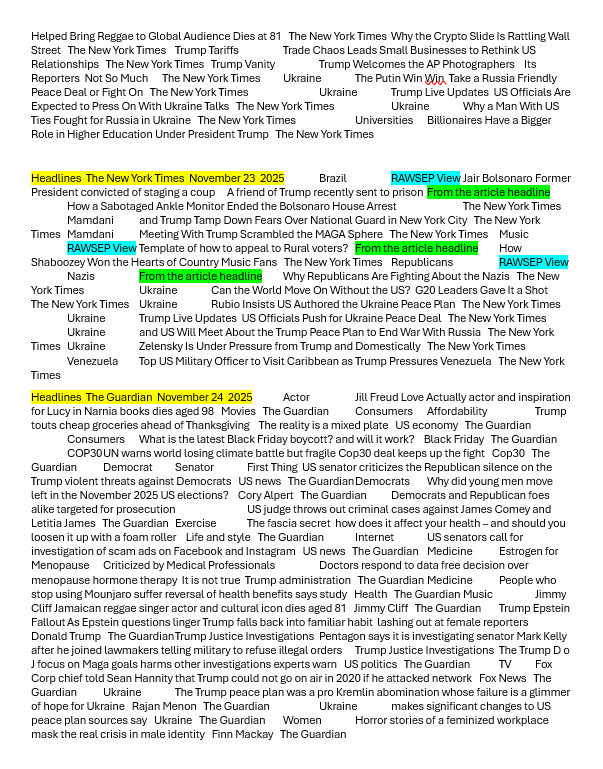 Helped Bring Reggae to Global Audience Dies at 81 The New York Times Why the Crypto Slide Is Rattling Wall
Street The New York Times Trump Tariffs Trade Chaos Leads Small Businesses to Rethink US
Relationships The New York Times Trump Vanity Trump Welcomes the AP Photographers Its
Reporters Not So Much The New York Times Ukraine The Putin Win Win Take a Russia Friendly
Peace Deal or Fight On The New York Times Ukraine Trump Live Updates US Officials Are
Expected to Press On With Ukraine Talks The New York Times Ukraine Why a Man With US
Ties Fought for Russia in Ukraine The New York Times Universities Billionaires Have a Bigger
Role in Higher Education Under President Trump The New York Times
Headlines The New York Times November 23 2025 Brazil RAWSEP View Jair Bolsonaro Former
President convicted of staging a coup A friend of Trump recently sent to prison From the article headline
How a Sabotaged Ankle Monitor Ended the Bolsonaro House Arrest The New York Times
Mamdani and Trump Tamp Down Fears Over National Guard in New York City The New York
Times Mamdani Meeting With Trump Scrambled the MAGA Sphere The New York Times Music
RAWSEP View Template of how to appeal to Rural voters? From the article headline How
Shaboozey Won the Hearts of Country Music Fans The New York Times Republicans RAWSEP View
Nazis From the article headline Why Republicans Are Fighting About the Nazis The New
York Times Ukraine Can the World Move On Without the US? G20 Leaders Gave It a Shot
The New York Times Ukraine Rubio Insists US Authored the Ukraine Peace Plan The New York Times
Ukraine Trump Live Updates US Officials Push for Ukraine Peace Deal The New York Times
Ukraine and US Will Meet About the Trump Peace Plan to End War With Russia The New York
Times Ukraine Zelensky Is Under Pressure from Trump and Domestically The New York Times
Venezuela Top US Military Officer to Visit Caribbean as Trump Pressures Venezuela The New York
Times
Headlines The Guardian November 24 2025 Actor Jill Freud Love Actually actor and inspiration
for Lucy in Narnia books dies aged 98 Movies The Guardian Consumers Affordability Trump
touts cheap groceries ahead of Thanksgiving The reality is a mixed plate US economy The Guardian
Consumers What is the latest Black Friday boycott? and will it work? Black Friday The Guardian
COP30 UN warns world losing climate battle but fragile Cop30 deal keeps up the fight Cop30 The
Guardian Democrat Senator First Thing US senator criticizes the Republican silence on the
Trump violent threats against Democrats US news The Guardian Democrats Why did young men move
left in the November 2025 US elections? Cory Alpert The Guardian Democrats and Republican foes
alike targeted for prosecution US judge throws out criminal cases against James Comey and
Letitia James The Guardian Exercise The fascia secret how does it affect your health – and should you
loosen it up with a foam roller Life and style The Guardian Internet US senators call for
investigation of scam ads on Facebook and Instagram US news The Guardian Medicine Estrogen for
Menopause Criticized by Medical Professionals Doctors respond to data free decision over
menopause hormone therapy It is not true Trump administration The Guardian Medicine People who
stop using Mounjaro suffer reversal of health benefits says study Health The Guardian Music Jimmy
Cliff Jamaican reggae singer actor and cultural icon dies aged 81 Jimmy Cliff The Guardian Trump Epstein
Fallout As Epstein questions linger Trump falls back into familiar habit lashing out at female reporters
Donald Trump The Guardian Trump Justice Investigations Pentagon says it is investigating senator Mark Kelly
after he joined lawmakers telling military to refuse illegal orders Trump Justice Investigations The Trump D o
J focus on Maga goals harms other investigations experts warn US politics The Guardian TV Fox
Corp chief told Sean Hannity that Trump could not go on air in 2020 if he attacked network Fox News The
Guardian Ukraine The Trump peace plan was a pro Kremlin abomination whose failure is a glimmer
of hope for Ukraine Rajan Menon The Guardian Ukraine makes significant changes to US
peace plan sources say Ukraine The Guardian Women Horror stories of a feminized workplace
mask the real crisis in male identity Finn Mackay The Guardian